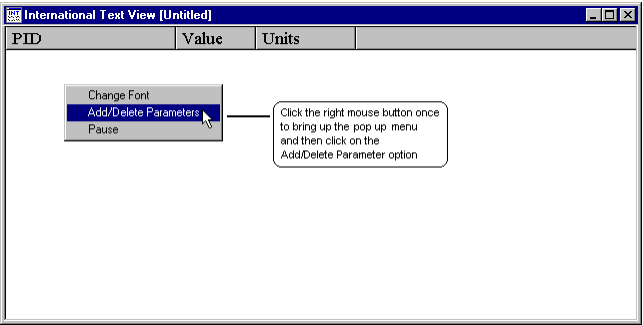 INT International Text View [Untitled]
PID Value Units
Change Font
Add/Delete Parameters
Pause
Click the right mouse button once
to bring up the pop up menu
and then click on the
Add/Delete Parameter option